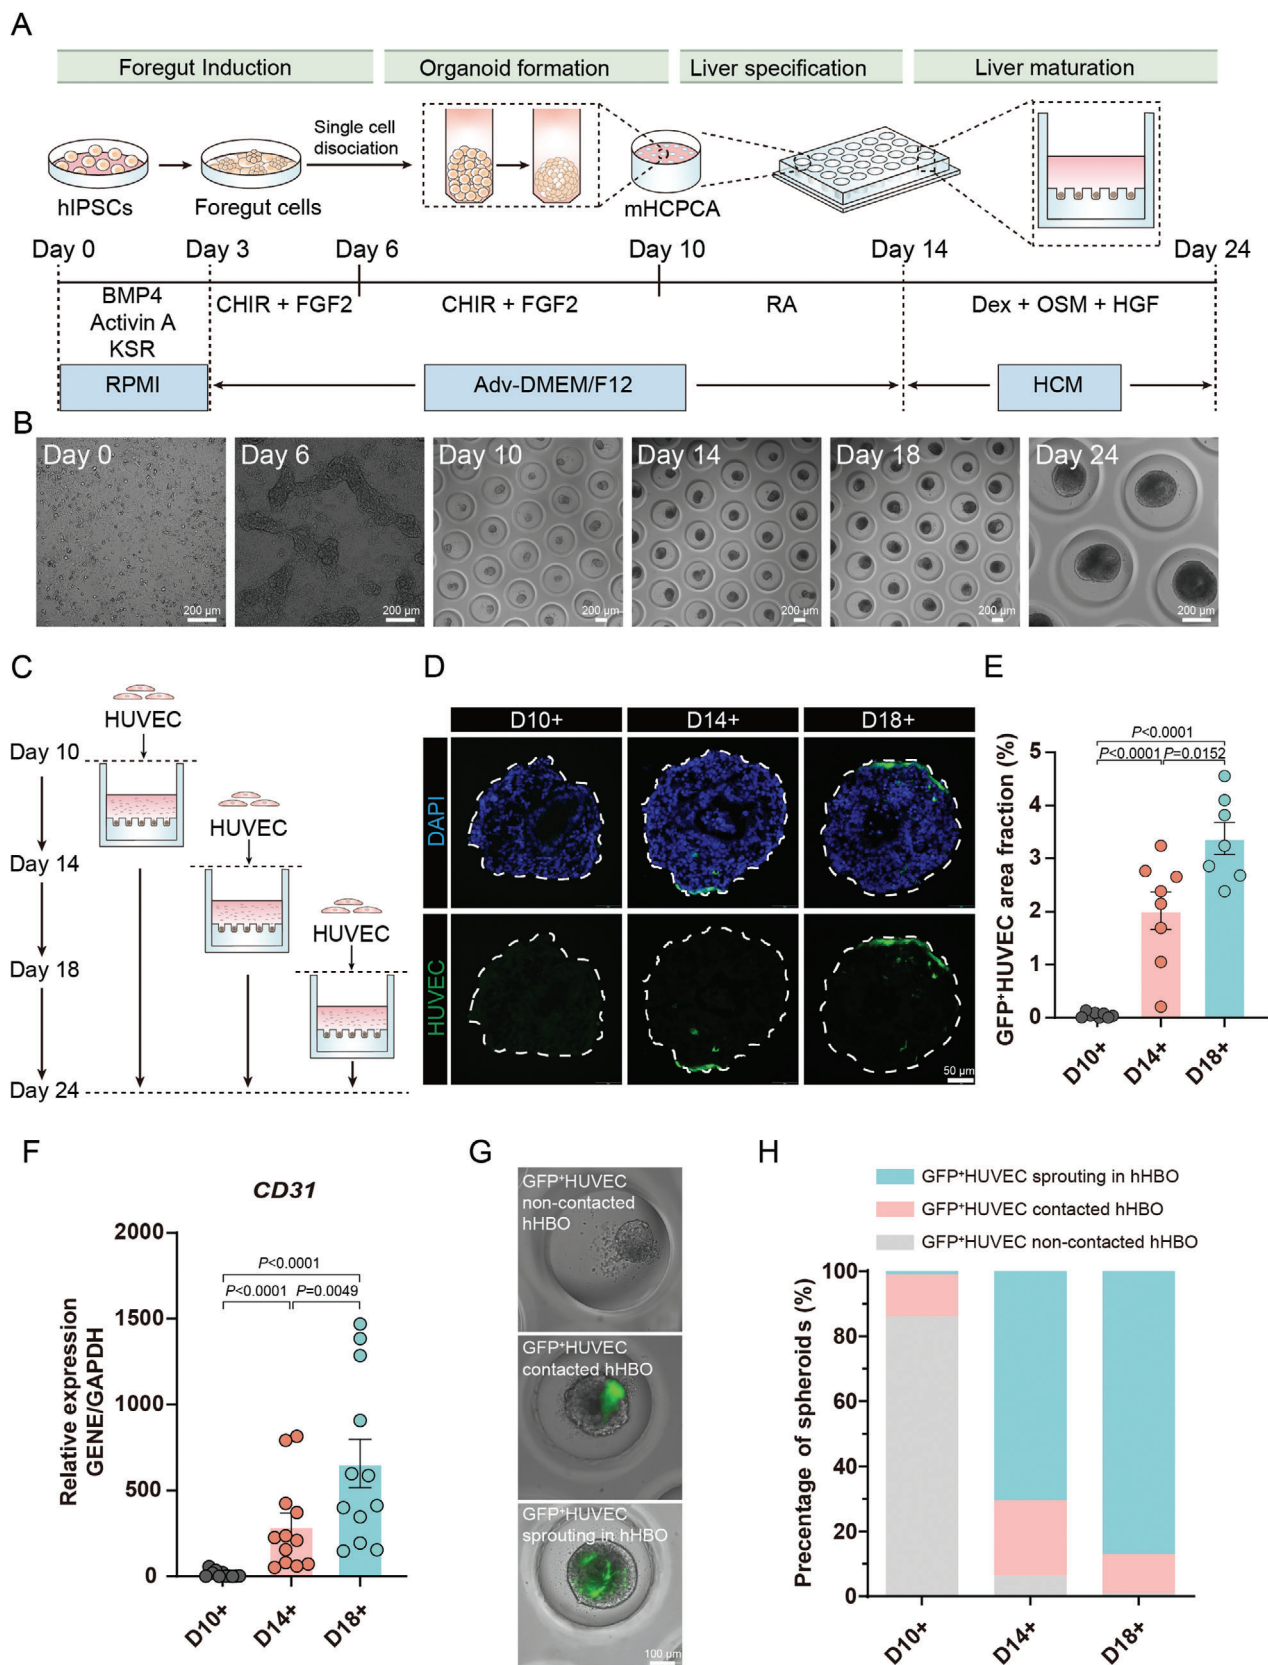 A
Foregut Induction
Organoid formation
Liver specification
Liver maturation
Single cell
disociation
hIPSCs
Foregut cells
mHCPCA
Day 0
Day 3
Day 6
Day 10
Day 14
Day 24
BMP4
Activin A
KSR
CHIR + FGF2
CHIR + FGF2
RA
Dex + OSM + HGF
RPMI
Adv-DMEM/F12
HCM
B
Day 0
200 μm
Day 6
200 μm
Day 10
200 μm
Day 14
200 μm
Day 18
200 μm
Day 24
200 μm
C
HUVEC
HUVEC
HUVEC
Day 10
Day 14
Day 18
Day 24
D
D10+
D14+
D18+
DAPI
HUVEC
50 μm
E
GFP⁺HUVEC area fraction (%)
P<0.0001
P<0.0001
P=0.0152
5
4
3
2
1
0
D10+
D14+
D18+
F
CD31
Relative expression
GENE/GAPDH
2000
1500
1000
500
0
P<0.0001
P<0.0001
P=0.0049
D10+
D14+
D18+
G
GFP⁺HUVEC
non-contacted
hHBO
GFP⁺HUVEC
contacted hHBO
GFP⁺HUVEC
sprouting in hHBO
100 μm
H
GFP⁺HUVEC sprouting in hHBO
GFP⁺HUVEC contacted hHBO
GFP⁺HUVEC non-contacted hHBO
Precentage of spheroids (%)
100
80
60
40
20
0
D10+
D14+
D18+